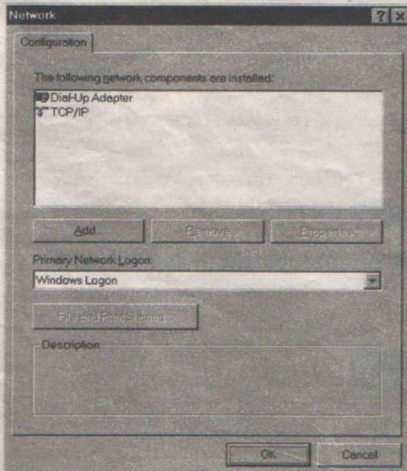 Network
Configuration
The following network components are installed:
Dial-Up Adapter
TCP/IP
Add...
Remove
Properties
Primary Network Logon:
Windows Logon
File and Print Sharing...
Description
OK
Cancel